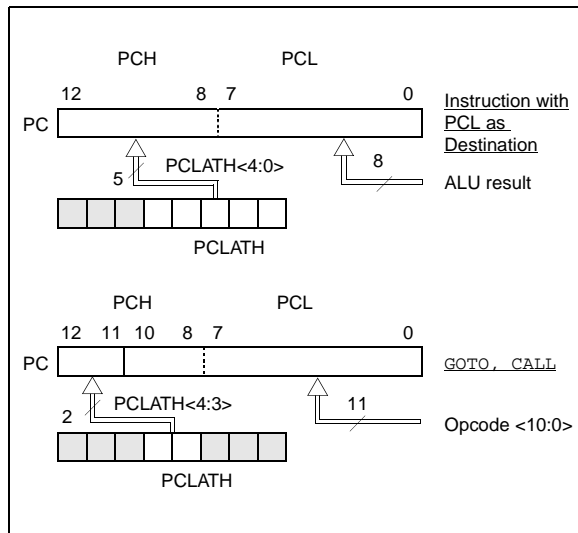 PCH PCL
12 8 7 0
PC
Instruction with
PCL as
Destination
5 PCLATH<4:0>
8
ALU result
PCLATH
PCH PCL
12 11 10 8 7 0
PC
GOTO, CALL
2 PCLATH<4:3>
11
Opcode <10:0>
PCLATH